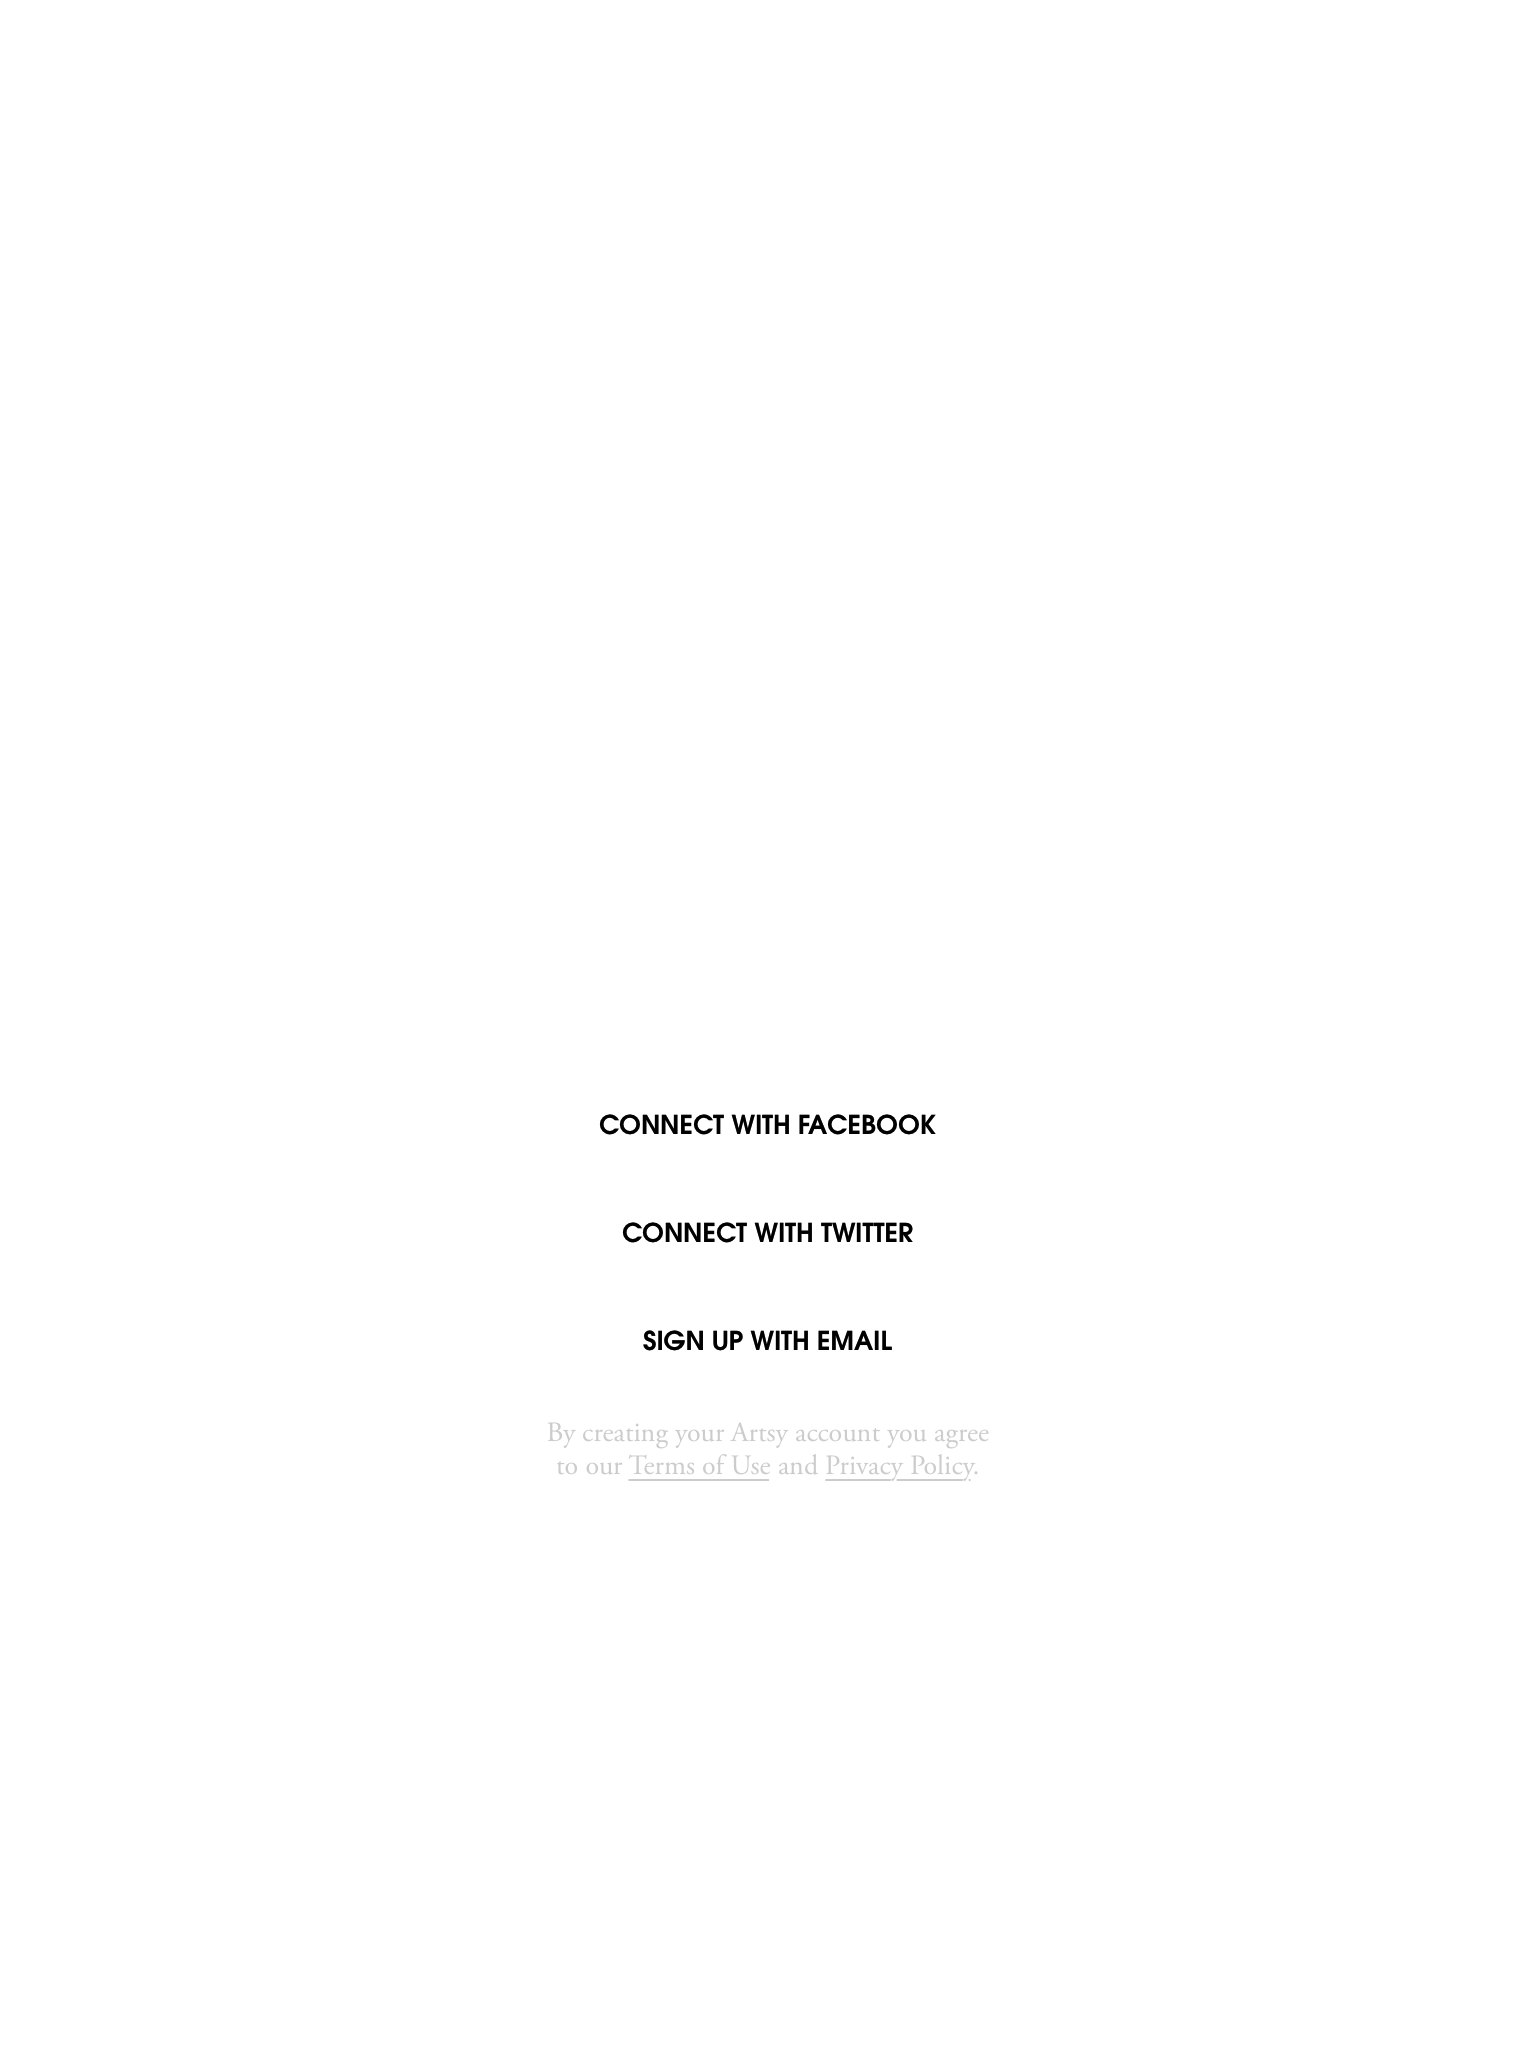 CONNECT WITH FACEBOOK
CONNECT WITH TWITTER
SIGN UP WITH EMAIL
By creating your Artsy account you agree
to our Terms of Use and Privacy Policy.